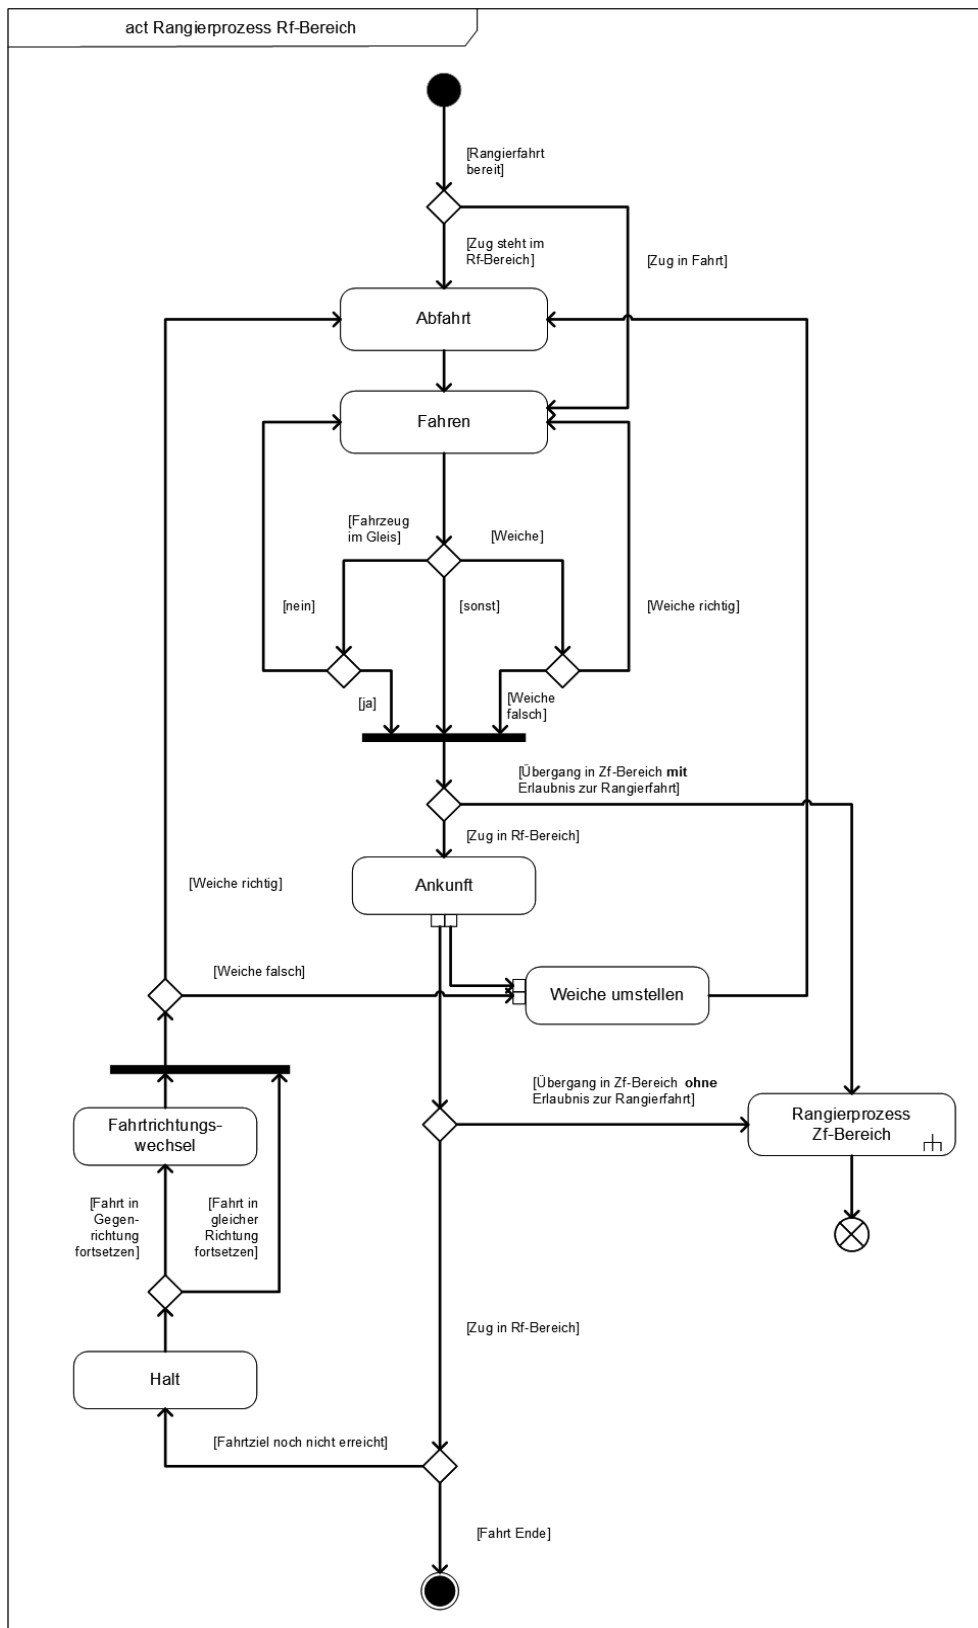 act Rangierprozess Rf-Bereich
[Rangierfahrt
bereit]
[Zug steht im
Rf-Bereich]
[Zug in Fahrt]
Abfahrt
Fahren
[Fahrzeug
im Gleis]
[Weiche]
[nein]
[sonst]
[Weiche richtig]
[ja]
[Weiche
falsch]
[Übergang in Zf-Bereich mit
Erlaubnis zur Rangierfahrt]
[Zug in Rf-Bereich]
Ankunft
[Weiche richtig]
[Weiche falsch]
Weiche umstellen
[Übergang in Zf-Bereich ohne
Erlaubnis zur Rangierfahrt]
Rangierprozess
Zf-Bereich
Fahrtrichtungs-
wechsel
[Fahrt in
Gegen-
richtung
fortsetzen]
[Fahrt in
gleicher
Richtung
fortsetzen]
[Zug in Rf-Bereich]
Halt
[Fahrtziel noch nicht erreicht]
[Fahrt Ende]